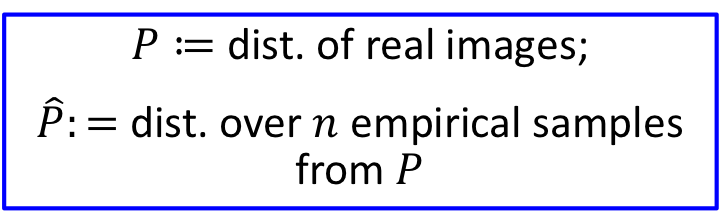 P := dist. of real images;
P̂: = dist. over n empirical samples
from P